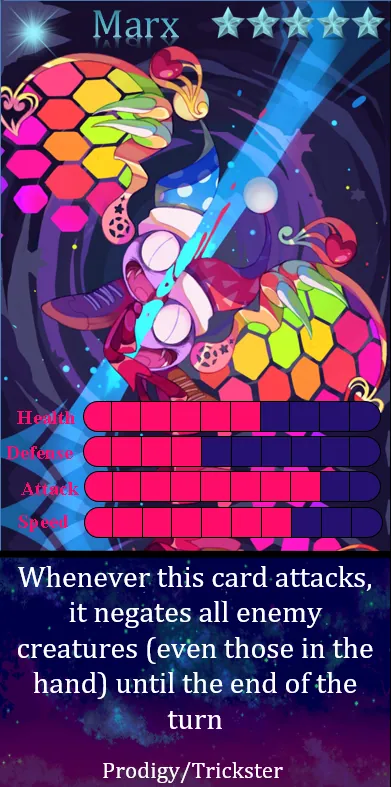 Marx
Health
Defense
Attack
Speed
Whenever this card attacks,
it negates all enemy
creatures (even those in the
hand) until the end of the
turn
Prodigy/Trickster